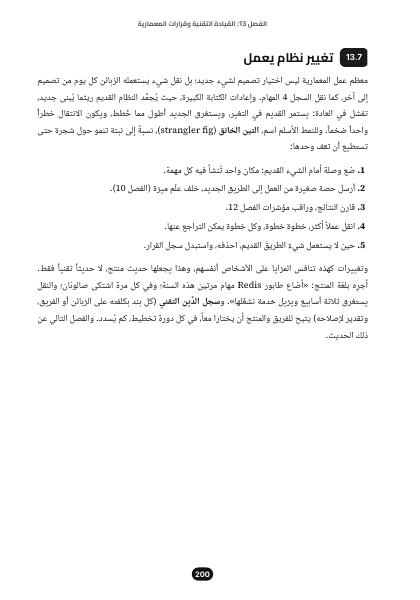 الفصل 13: القيادة التقنية وقرارات المعمارية
13.7 تغيير نظام يعمل
معظم عمل المعمارية ليس اختيار تصميم لشيء جديد؛ بل نقل شيء يستعمله الزبائن كل يوم من تصميم
إلى آخر، كما نقل السجل 4 المهام. وإعادات الكتابة الكبيرة، حيث يُجمَّد النظام القديم ريثما يُبنى جديد،
تفشل في العادة: يستمر القديم في التغير، ويستغرق الجديد أطول مما خُطط، ويكون الانتقال خطراً
واحداً ضخماً. وللنمط الأسلم اسم، التين الخانق (strangler fig)، نسبةً إلى نبتة تنمو حول شجرة حتى
تستطيع أن تقف وحدها:
1. ضع وصلة أمام الشيء القديم: مكان واحد تُنشأ فيه كل مهمة.
2. أرسل حصة صغيرة من العمل إلى الطريق الجديد، خلف علَم ميزة (الفصل 10).
3. قارن النتائج، وراقب مؤشرات الفصل 12.
4. انقل عملاً أكثر، خطوة خطوة، وكل خطوة يمكن التراجع عنها.
5. حين لا يستعمل شيءٌ الطريقَ القديم، احذفه، واستبدل سجل القرار.
وتغييرات كهذه تنافس المزايا على الأشخاص أنفسهم، وهذا يجعلها حديث منتج، لا حديثاً تقنياً فقط.
أجرِه بلغة المنتج: «أضاع طابور Redis مهام مرتين هذه السنة؛ وفي كل مرة اشتكى صالونان؛ والنقل
يستغرق ثلاثة أسابيع ويزيل خدمة نشغّلها». وسجل الدَّين التقني (كل بند بكلفته على الزبائن أو الفريق،
وتقدير لإصلاحه) يتيح للفريق والمنتج أن يختارا معاً، في كل دورة تخطيط، كم يُسدد. والفصل التالي عن
ذلك الحديث.
200